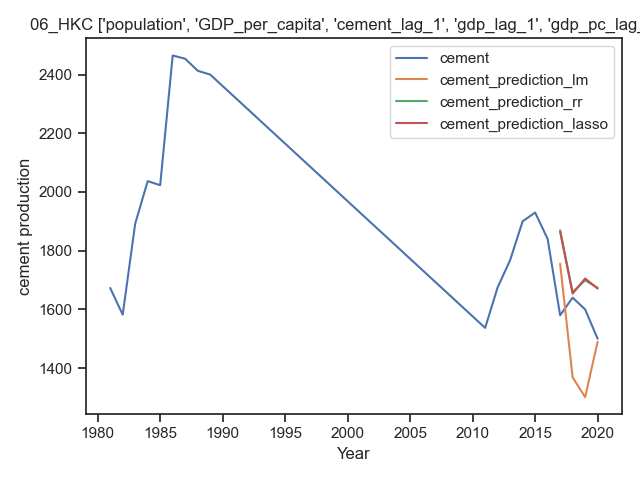 06_HKC ['population', 'GDP_per_capita', 'cement_lag_1', 'gdp_lag_1', 'gdp_pc_lag_
cement
cement_prediction_lm
cement_prediction_rr
cement_prediction_lasso
cement production
2400
2200
2000
1800
1600
1400
1980 1985 1990 1995 2000 2005 2010 2015 2020
Year